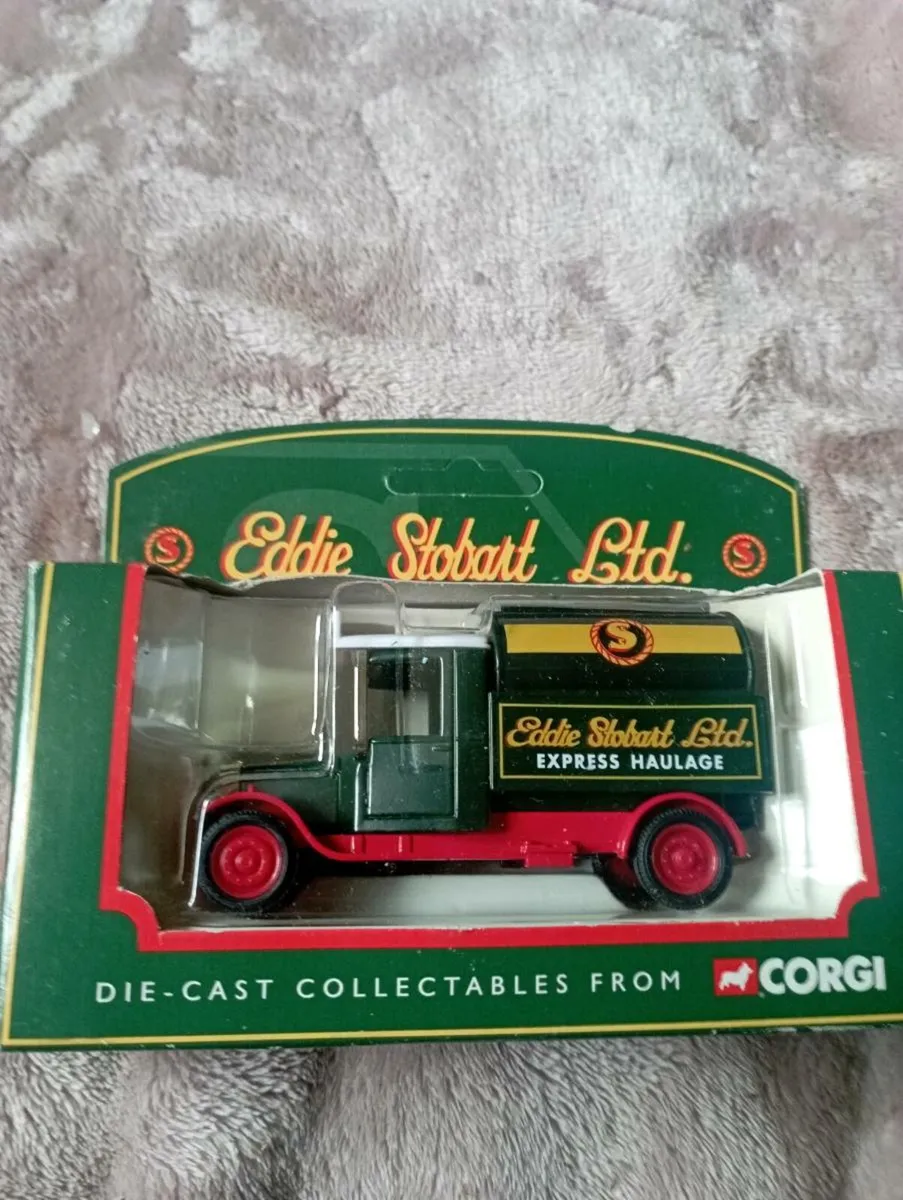 S Eddie Stobart Ltd. S
S
Eddie Stobart Ltd.
EXPRESS HAULAGE
DIE-CAST COLLECTABLES FROM CORGI